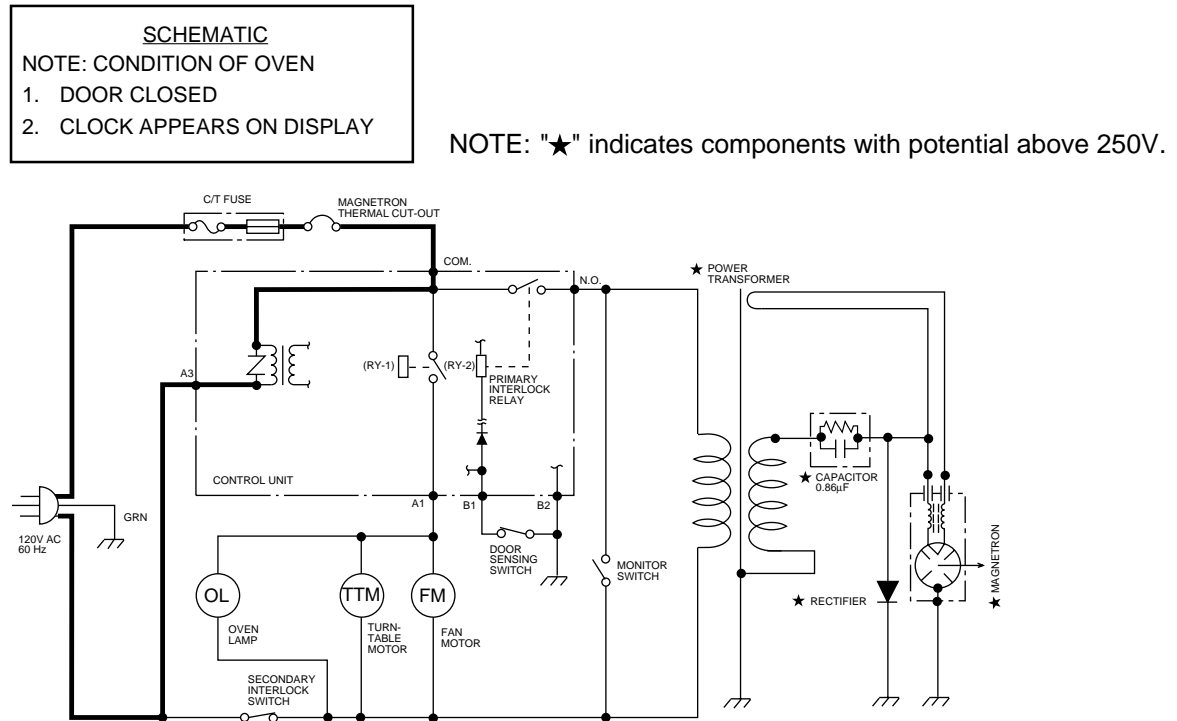 SCHEMATIC
NOTE: CONDITION OF OVEN
1. DOOR CLOSED
2. CLOCK APPEARS ON DISPLAY
NOTE: "★" indicates components with potential above 250V.
C/T FUSE
MAGNETRON
THERMAL CUT-OUT
COM.
N.O.
★ POWER
TRANSFORMER
A3
(RY-1)
(RY-2)
PRIMARY
INTERLOCK
RELAY
CONTROL UNIT
A1
B1
B2
GRN
120V AC
60 Hz
DOOR
SENSING
SWITCH
MONITOR
SWITCH
★ CAPACITOR
0.86μF
★ RECTIFIER
★ MAGNETRON
OL
OVEN
LAMP
TTM
TURN-
TABLE
MOTOR
FM
FAN
MOTOR
SECONDARY
INTERLOCK
SWITCH